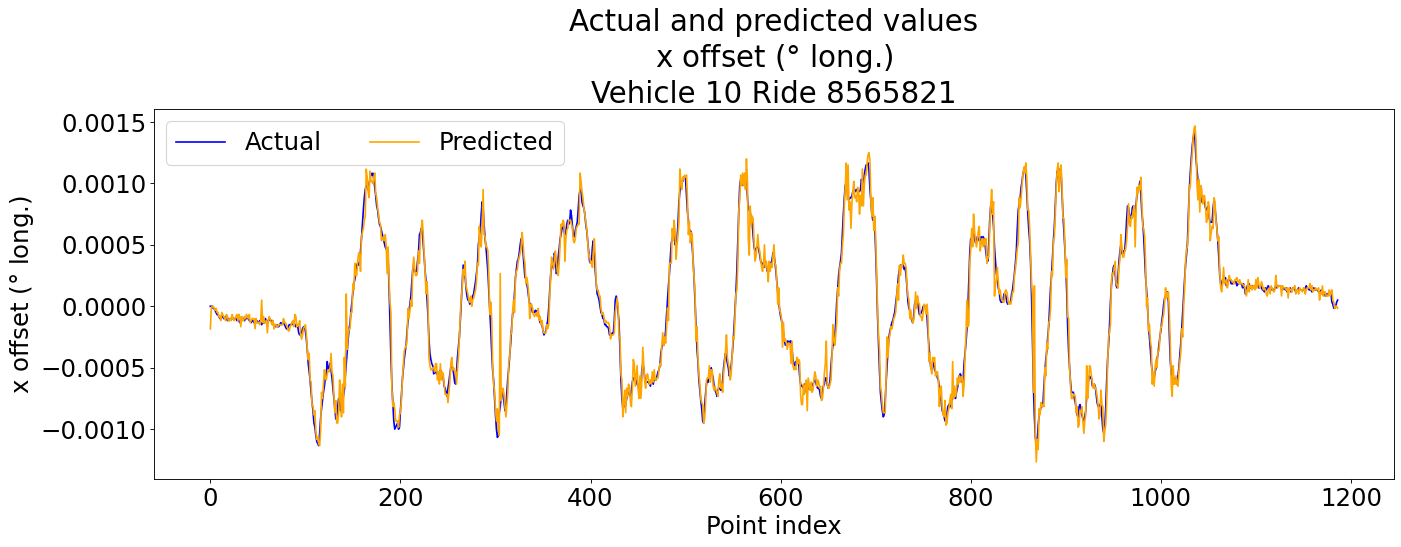 Actual and predicted values
x offset (° long.)
Vehicle 10 Ride 8565821
Actual
Predicted
x offset (° long.)
0.0015
0.0010
0.0005
0.0000
−0.0005
−0.0010
0
200
400
600
800
1000
1200
Point index